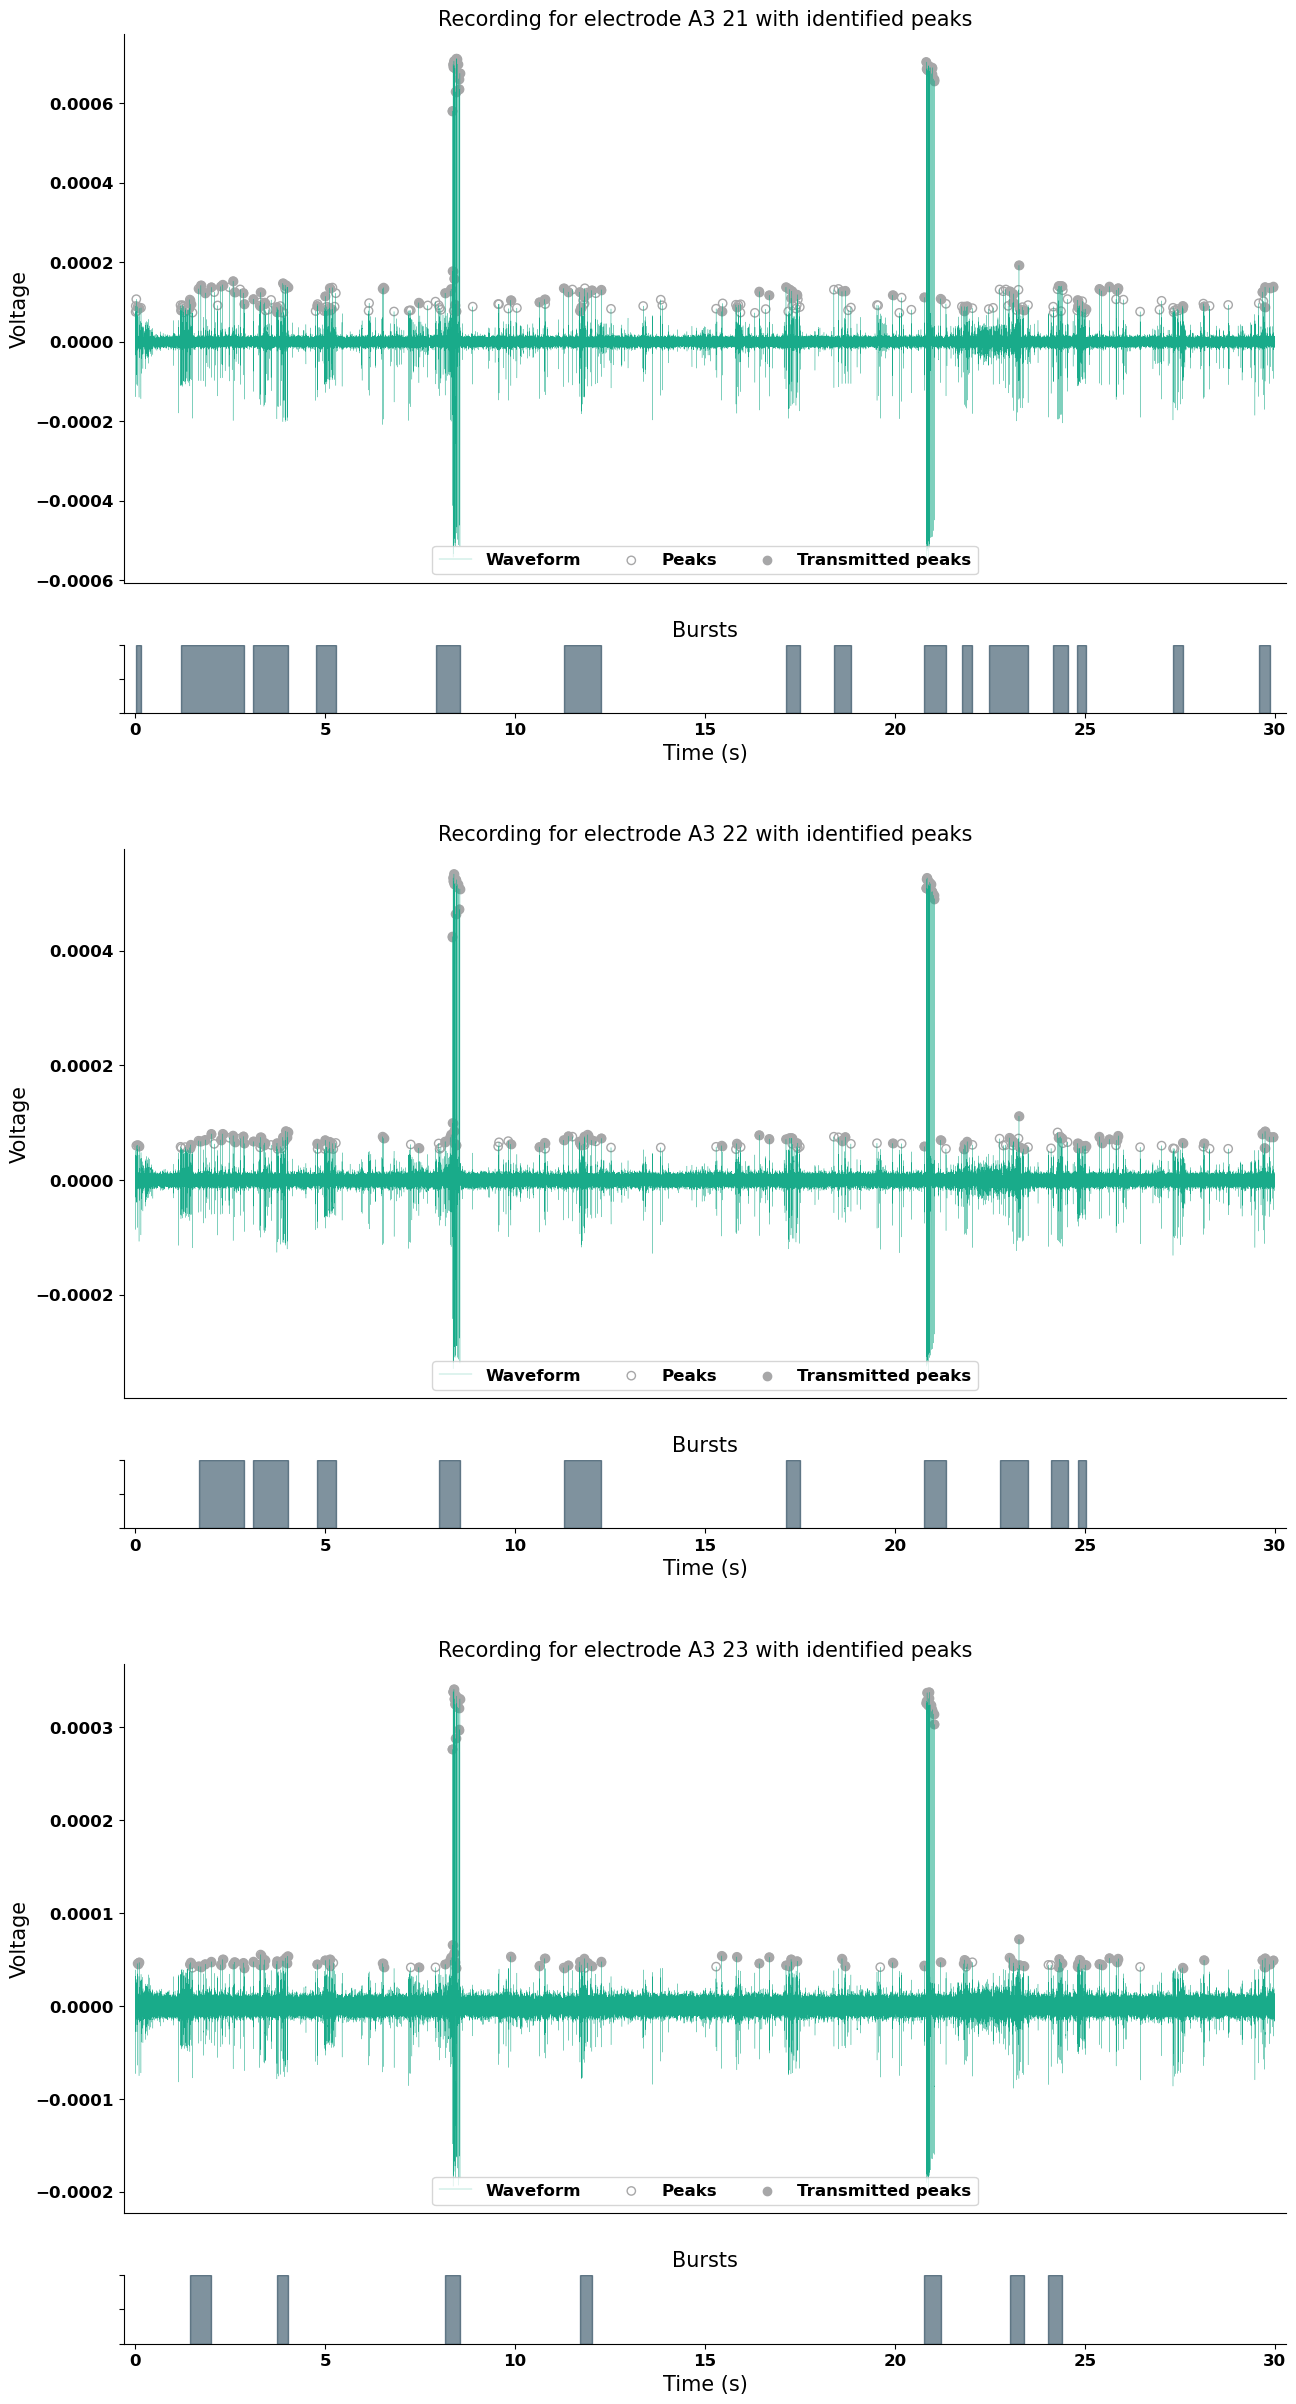 Recording for electrode A3 21 with identified peaks
0.0006
0.0004
0.0002
0.0000
−0.0002
−0.0004
−0.0006
Voltage
Waveform Peaks Transmitted peaks
Bursts
0 5 10 15 20 25 30
Time (s)
Recording for electrode A3 22 with identified peaks
0.0004
0.0002
0.0000
−0.0002
Voltage
Waveform Peaks Transmitted peaks
Bursts
0 5 10 15 20 25 30
Time (s)
Recording for electrode A3 23 with identified peaks
0.0003
0.0002
0.0001
0.0000
−0.0001
−0.0002
Voltage
Waveform Peaks Transmitted peaks
Bursts
0 5 10 15 20 25 30
Time (s)